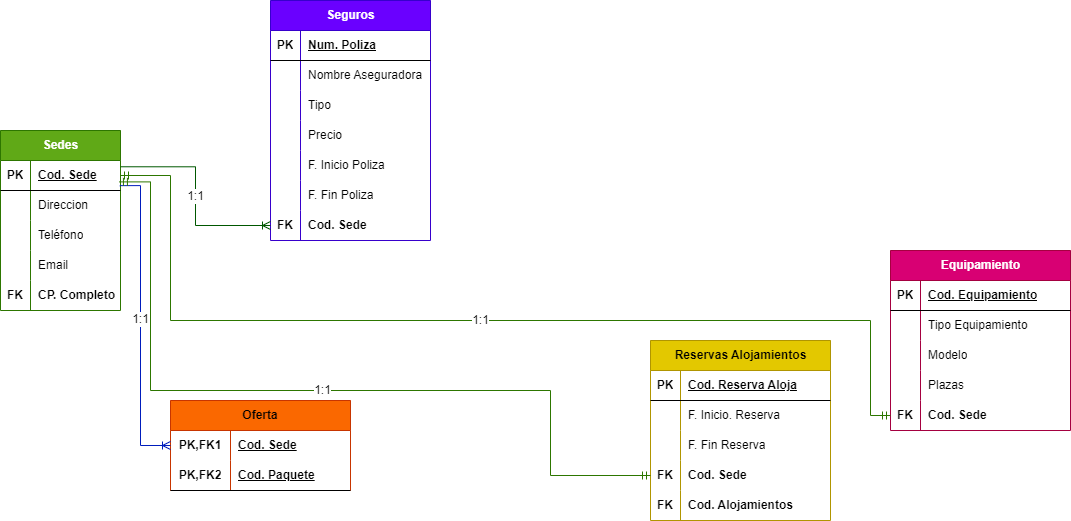 Seguros
PK Num. Poliza
Nombre Aseguradora
Tipo
Precio
F. Inicio Poliza
F. Fin Poliza
FK Cod. Sede
Sedes
PK Cod. Sede
Direccion
Teléfono
Email
FK CP. Completo
1:1
1:1
1:1
1:1
Equipamiento
PK Cod. Equipamiento
Tipo Equipamiento
Modelo
Plazas
FK Cod. Sede
Reservas Alojamientos
PK Cod. Reserva Aloja
F. Inicio. Reserva
F. Fin Reserva
FK Cod. Sede
FK Cod. Alojamientos
Oferta
PK,FK1 Cod. Sede
PK,FK2 Cod. Paquete